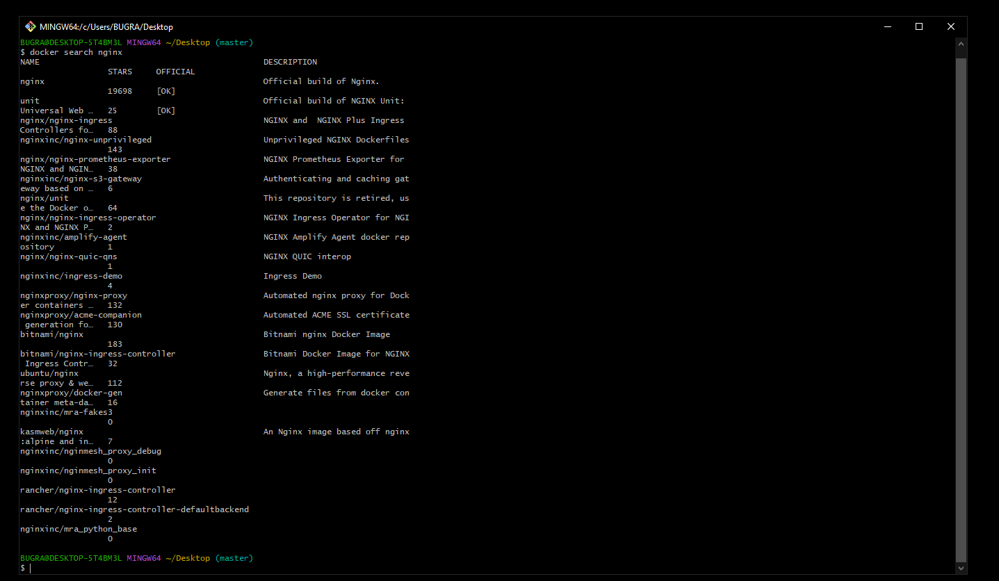 MINGW64:/c/Users/BUGRA/Desktop
BUGRA@DESKTOP-5T4BM3L MINGW64 ~/Desktop (master)
$ docker search nginx
NAME DESCRIPTION
STARS OFFICIAL
nginx Official build of Nginx.
19698 [OK]
unit Official build of NGINX Unit:
Universal Web … 25 [OK]
nginx/nginx-ingress NGINX and  NGINX Plus Ingress
Controllers fo… 88
nginxinc/nginx-unprivileged Unprivileged NGINX Dockerfiles
143
nginx/nginx-prometheus-exporter NGINX Prometheus Exporter for
NGINX and NGIN… 38
nginxinc/nginx-s3-gateway Authenticating and caching gat
eway based on … 6
nginx/unit This repository is retired, us
e the Docker o… 64
nginx/nginx-ingress-operator NGINX Ingress Operator for NGI
NX and NGINX P… 2
nginxinc/amplify-agent NGINX Amplify Agent docker rep
ository 1
nginx/nginx-quic-qns NGINX QUIC interop
1
nginxinc/ingress-demo Ingress Demo
4
nginxproxy/nginx-proxy Automated nginx proxy for Dock
er containers … 132
nginxproxy/acme-companion Automated ACME SSL certificate
generation fo… 130
bitnami/nginx Bitnami nginx Docker Image
183
bitnami/nginx-ingress-controller Bitnami Docker Image for NGINX
Ingress Contr… 32
ubuntu/nginx Nginx, a high-performance reve
rse proxy & we… 112
nginxproxy/docker-gen Generate files from docker con
tainer meta-da… 16
nginxinc/mra-fakes3
0
kasmweb/nginx An Nginx image based off nginx
:alpine and in… 7
nginxinc/nginmesh_proxy_debug
0
nginxinc/nginmesh_proxy_init
0
rancher/nginx-ingress-controller
12
rancher/nginx-ingress-controller-defaultbackend
2
nginxinc/mra_python_base
0
BUGRA@DESKTOP-5T4BM3L MINGW64 ~/Desktop (master)
$